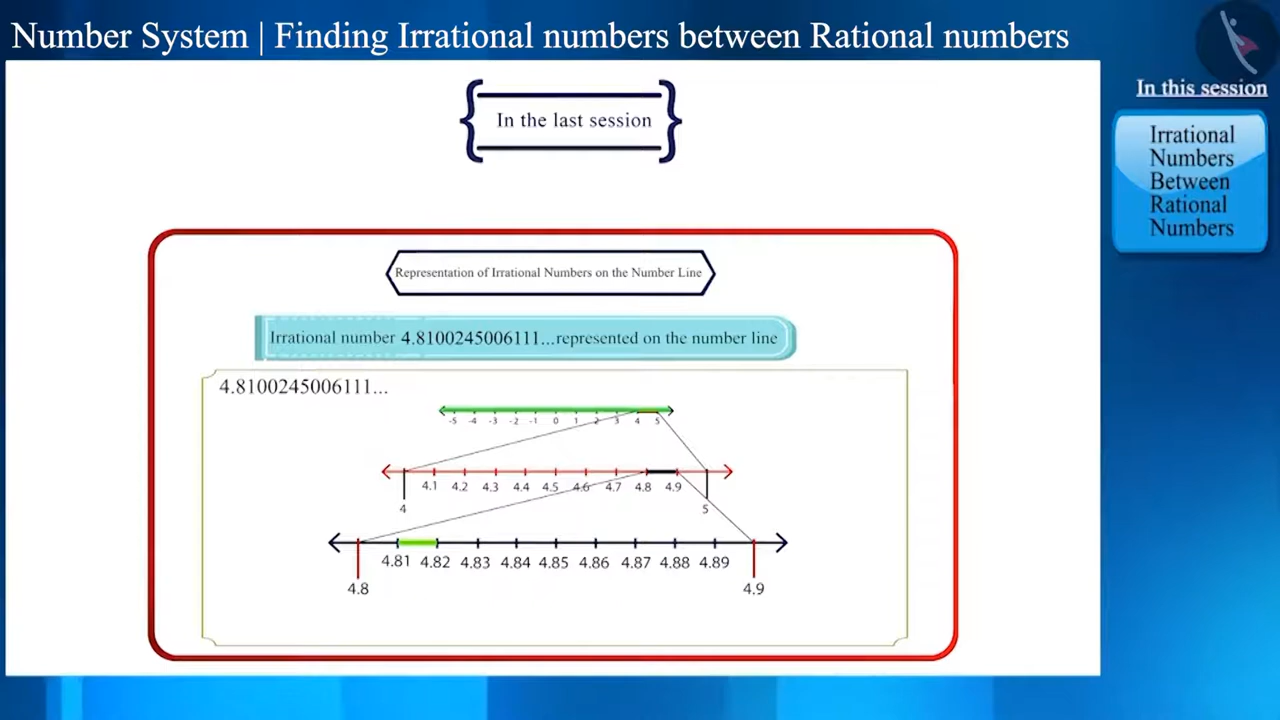 Number System | Finding Irrational numbers between Rational numbers
In this session
Irrational
Numbers
Between
Rational
Numbers
In the last session
Representation of Irrational Numbers on the Number Line
Irrational number 4.8100245006111...represented on the number line
4.8100245006111...
-5 -4 -3 -2 -1 0 1 2 3 4 5
4.1 4.2 4.3 4.4 4.5 4.6 4.7 4.8 4.9
4 5
4.81 4.82 4.83 4.84 4.85 4.86 4.87 4.88 4.89
4.8 4.9